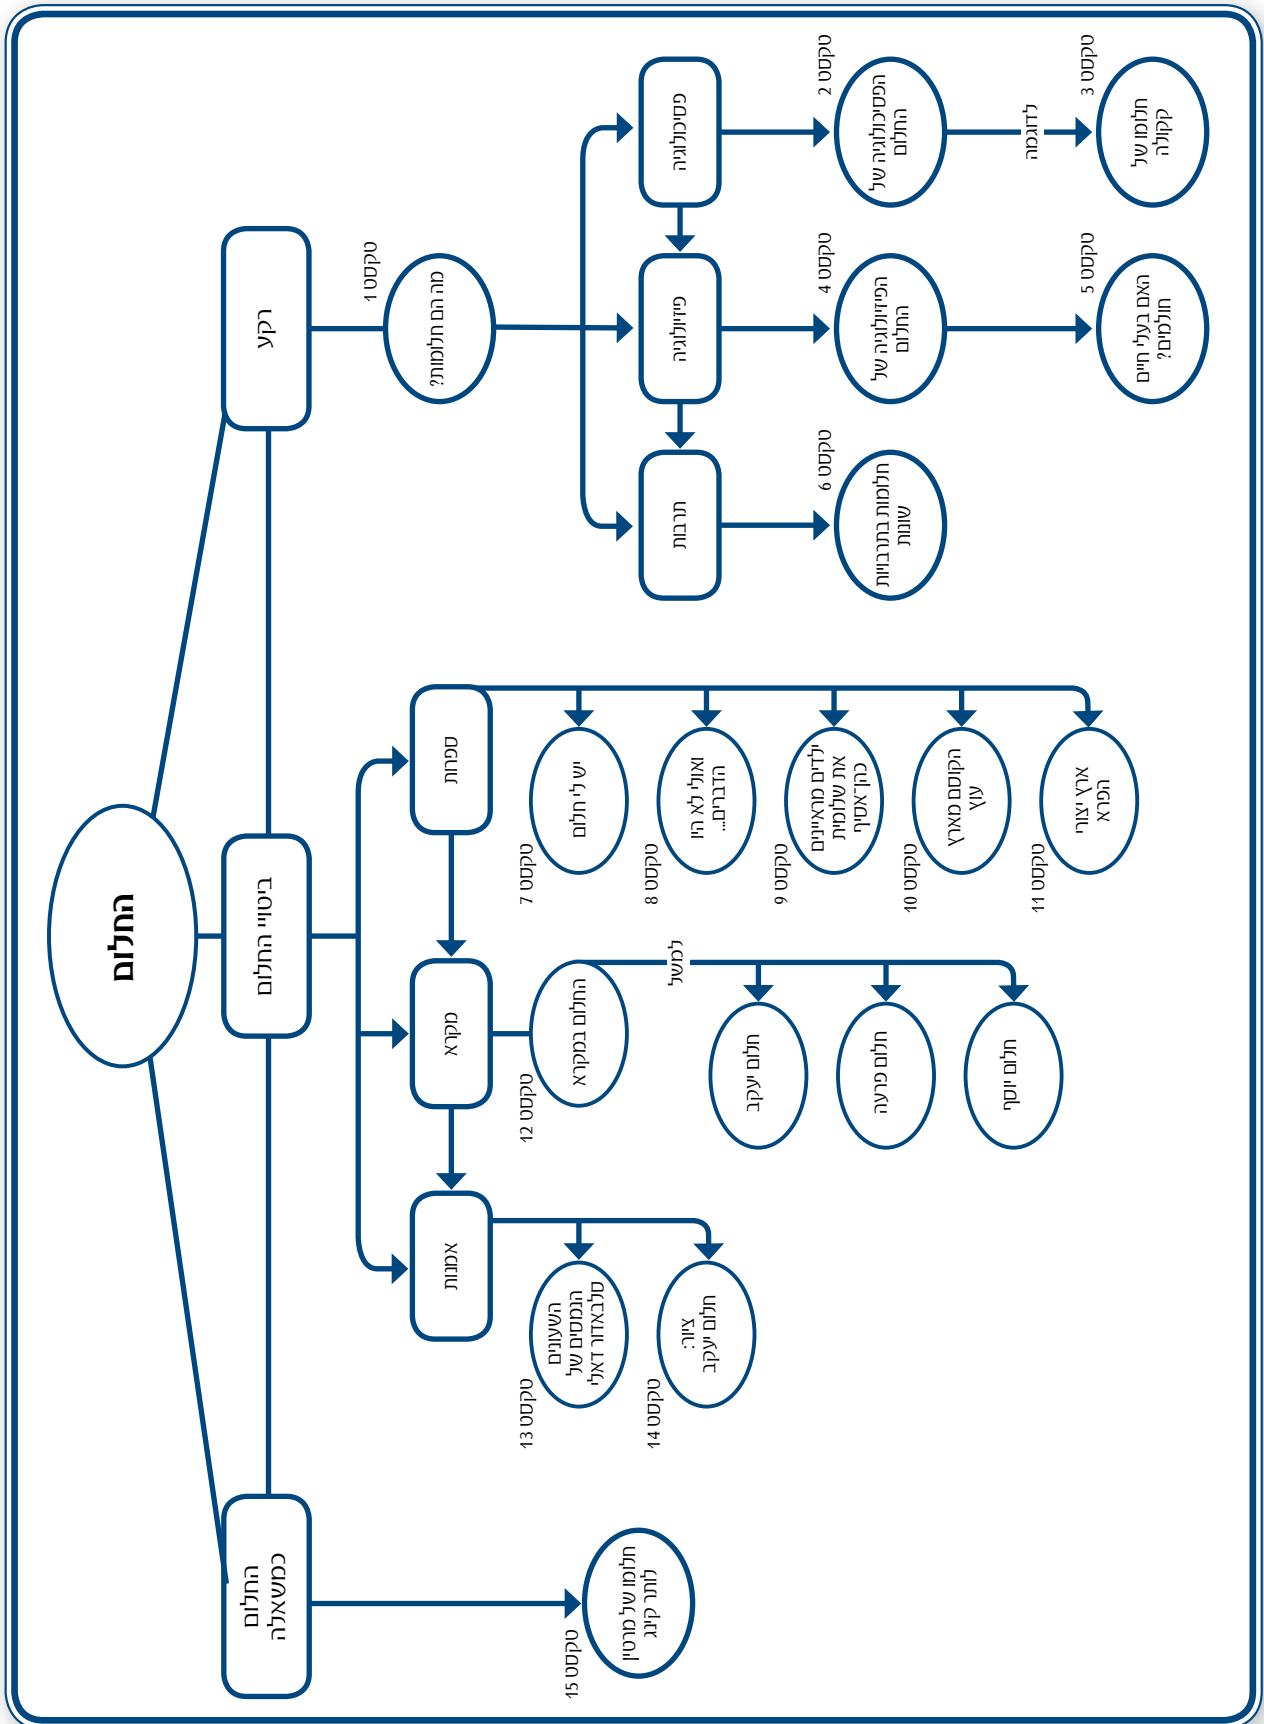 החלום
רקע
טקסט 1
מה הם חלומות?
פסיכולוגיה
טקסט 2
הפסיכולוגיה של
החלום
לדוגמה
טקסט 3
חלומו של
קקולה
פיזיולוגיה
טקסט 4
הפיזיולוגיה של
החלום
טקסט 5
האם בעלי חיים
חולמים?
תרבות
טקסט 6
חלומות בתרבויות
שונות
ביטויי החלום
ספרות
טקסט 7
יש לי חלום
טקסט 8
ואולי לא היו
הדברים...
טקסט 9
ילדים מראיינים
את שלומית
כהן־אסיף
טקסט 10
הקוסם מארץ
עוץ
טקסט 11
ארץ יצורי
הפרא
מקרא
טקסט 12
החלום במקרא
למשל
חלום יעקב
חלום פרעה
חלום יוסף
אמנות
טקסט 13
השעונים
הנמסים של
סלבאדור דאלי
טקסט 14
ציור:
חלום יעקב
החלום
כמשאלה
טקסט 15
חלומו של מרטין
לותר קינג